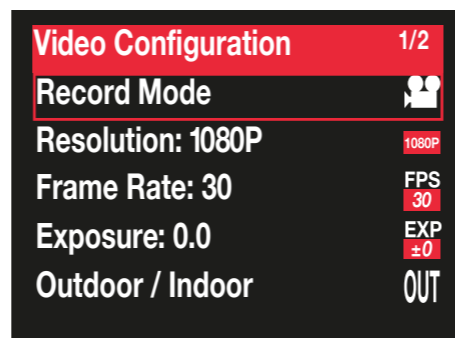 Video Configuration 1/2
Record Mode
Resolution: 1080P 1080P
Frame Rate: 30 FPS 30
Exposure: 0.0 EXP ±0
Outdoor / Indoor OUT